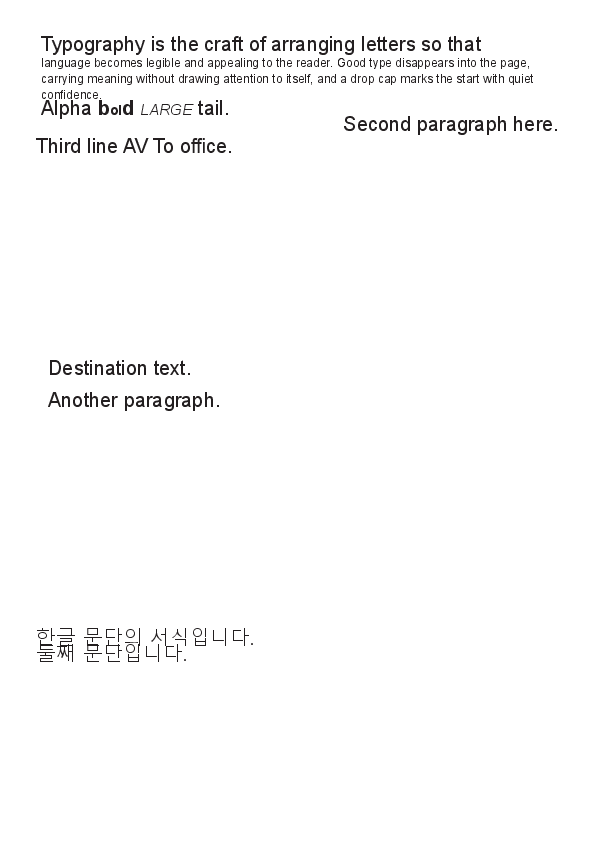 Typography is the craft of arranging letters so that
language becomes legible and appealing to the reader. Good type disappears into the page,
carrying meaning without drawing attention to itself, and a drop cap marks the start with quiet
confidence.
Alpha bold LARGE tail.
Second paragraph here.
Third line AV To office.
Destination text.
Another paragraph.
한글 문단의 서식입니다.
둘째 문단입니다.